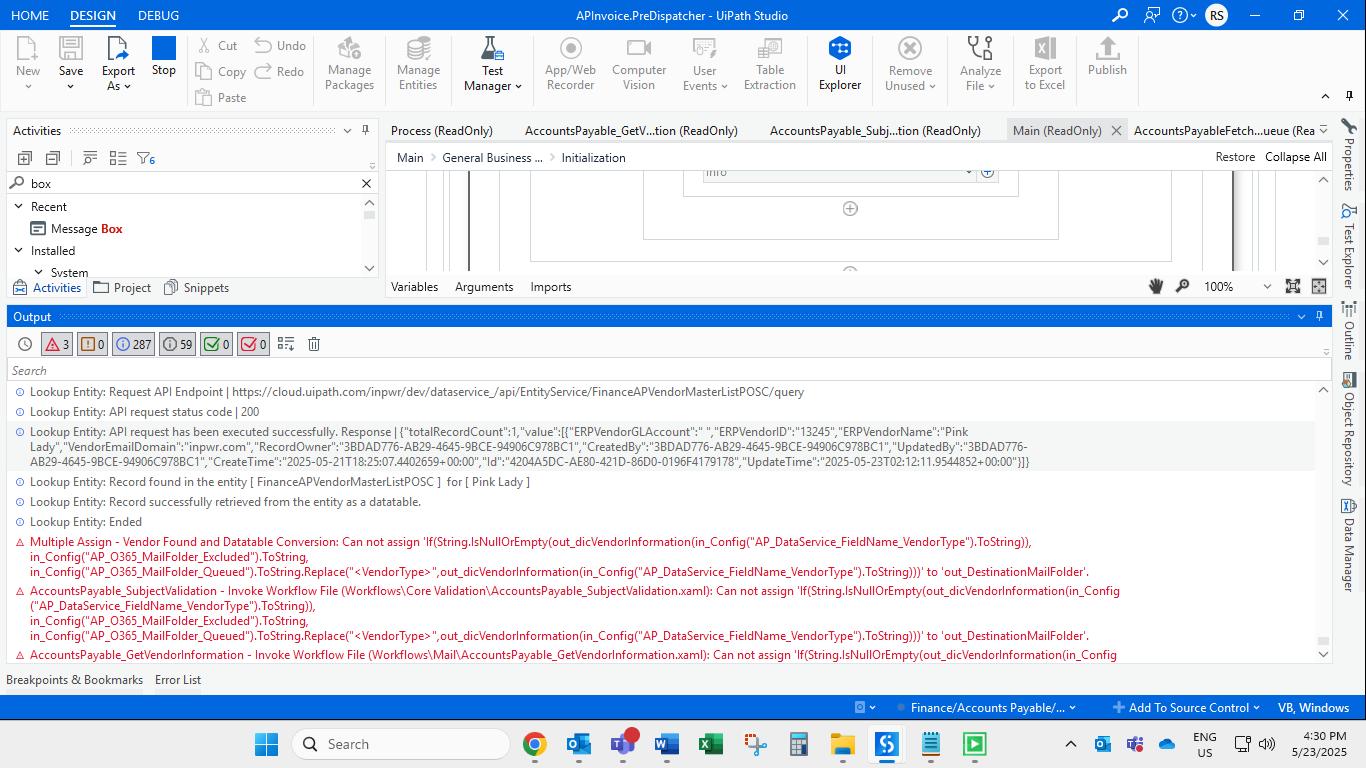 HOME DESIGN DEBUG APInvoice.PreDispatcher - UiPath Studio RS
New Save Export As Stop Cut Copy Paste Undo Redo Manage Packages Manage Entities Test Manager App/Web Recorder Computer Vision User Events Table Extraction UI Explorer Remove Unused Analyze File Export to Excel Publish
Activities
6
box
Recent
Message Box
Installed
System
Activities Project Snippets
Process (ReadOnly) AccountsPayable_GetV...tion (ReadOnly) AccountsPayable_Subj...tion (ReadOnly) Main (ReadOnly) AccountsPayableFetch...ueue (Rea
Main General Business ... Initialization Restore Collapse All
Info
Variables Arguments Imports 100%
Properties
Test Explorer
Outline
Object Repository
Data Manager
Output
3 0 287 59 0 0
Search
Lookup Entity: Request API Endpoint | https://cloud.uipath.com/inpwr/dev/dataservice_/api/EntityService/FinanceAPVendorMasterListPOSC/query
Lookup Entity: API request status code | 200
Lookup Entity: API request has been executed successfully. Response | {"totalRecordCount":1,"value":[{"ERPVendorGLAccount":" ","ERPVendorID":"13245","ERPVendorName":"Pink
Lady","VendorEmailDomain":"inpwr.com","RecordOwner":"3BDAD776-AB29-4645-9BCE-94906C978BC1","CreatedBy":"3BDAD776-AB29-4645-9BCE-94906C978BC1","UpdatedBy":"3BDAD776-
AB29-4645-9BCE-94906C978BC1","CreateTime":"2025-05-21T18:25:07.4402659+00:00","Id":"4204A5DC-AE80-421D-86D0-0196F4179178","UpdateTime":"2025-05-23T02:12:11.9544852+00:00"}]}
Lookup Entity: Record found in the entity [ FinanceAPVendorMasterListPOSC ] for [ Pink Lady ]
Lookup Entity: Record successfully retrieved from the entity as a datatable.
Lookup Entity: Ended
Multiple Assign - Vendor Found and Datatable Conversion: Can not assign 'If(String.IsNullOrEmpty(out_dicVendorInformation(in_Config("AP_DataService_FieldName_VendorType").ToString)),
in_Config("AP_O365_MailFolder_Excluded").ToString,
in_Config("AP_O365_MailFolder_Queued").ToString.Replace("<VendorType>",out_dicVendorInformation(in_Config("AP_DataService_FieldName_VendorType").ToString)))' to 'out_DestinationMailFolder'.
AccountsPayable_SubjectValidation - Invoke Workflow File (Workflows\Core Validation\AccountsPayable_SubjectValidation.xaml): Can not assign 'If(String.IsNullOrEmpty(out_dicVendorInformation(in_Config
("AP_DataService_FieldName_VendorType").ToString)),
in_Config("AP_O365_MailFolder_Excluded").ToString,
in_Config("AP_O365_MailFolder_Queued").ToString.Replace("<VendorType>",out_dicVendorInformation(in_Config("AP_DataService_FieldName_VendorType").ToString)))' to 'out_DestinationMailFolder'.
AccountsPayable_GetVendorInformation - Invoke Workflow File (Workflows\Mail\AccountsPayable_GetVendorInformation.xaml): Can not assign 'If(String.IsNullOrEmpty(out_dicVendorInformation(in_Config
Breakpoints & Bookmarks Error List
Finance/Accounts Payable/... Add To Source Control VB, Windows
Search
ENG
US
4:30 PM
5/23/2025